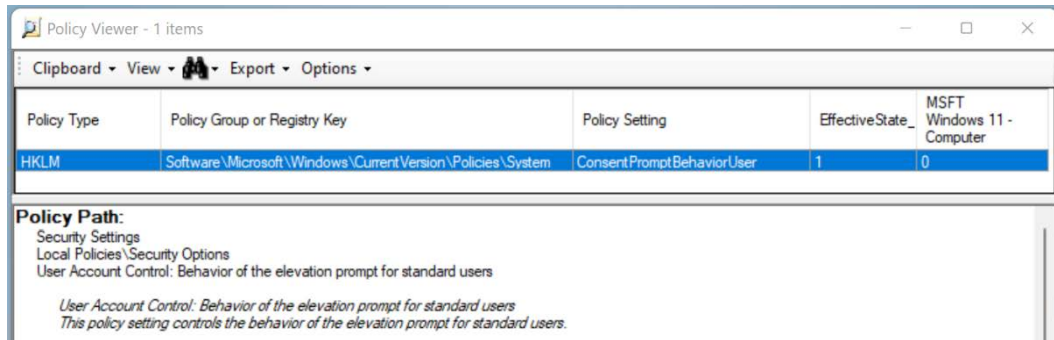 Policy Viewer - 1 items
Clipboard View Export Options
Policy Type Policy Group or Registry Key Policy Setting EffectiveState_ MSFT Windows 11 - Computer
HKLM Software\Microsoft\Windows\CurrentVersion\Policies\System ConsentPromptBehaviorUser 1 0
Policy Path:
Security Settings
Local Policies\Security Options
User Account Control: Behavior of the elevation prompt for standard users
User Account Control: Behavior of the elevation prompt for standard users
This policy setting controls the behavior of the elevation prompt for standard users.